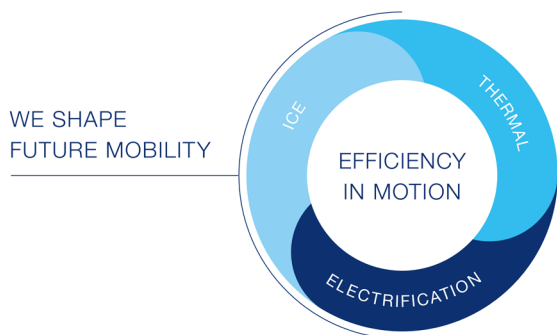 WE SHAPE
FUTURE MOBILITY
ICE
THERMAL
EFFICIENCY
IN MOTION
ELECTRIFICATION